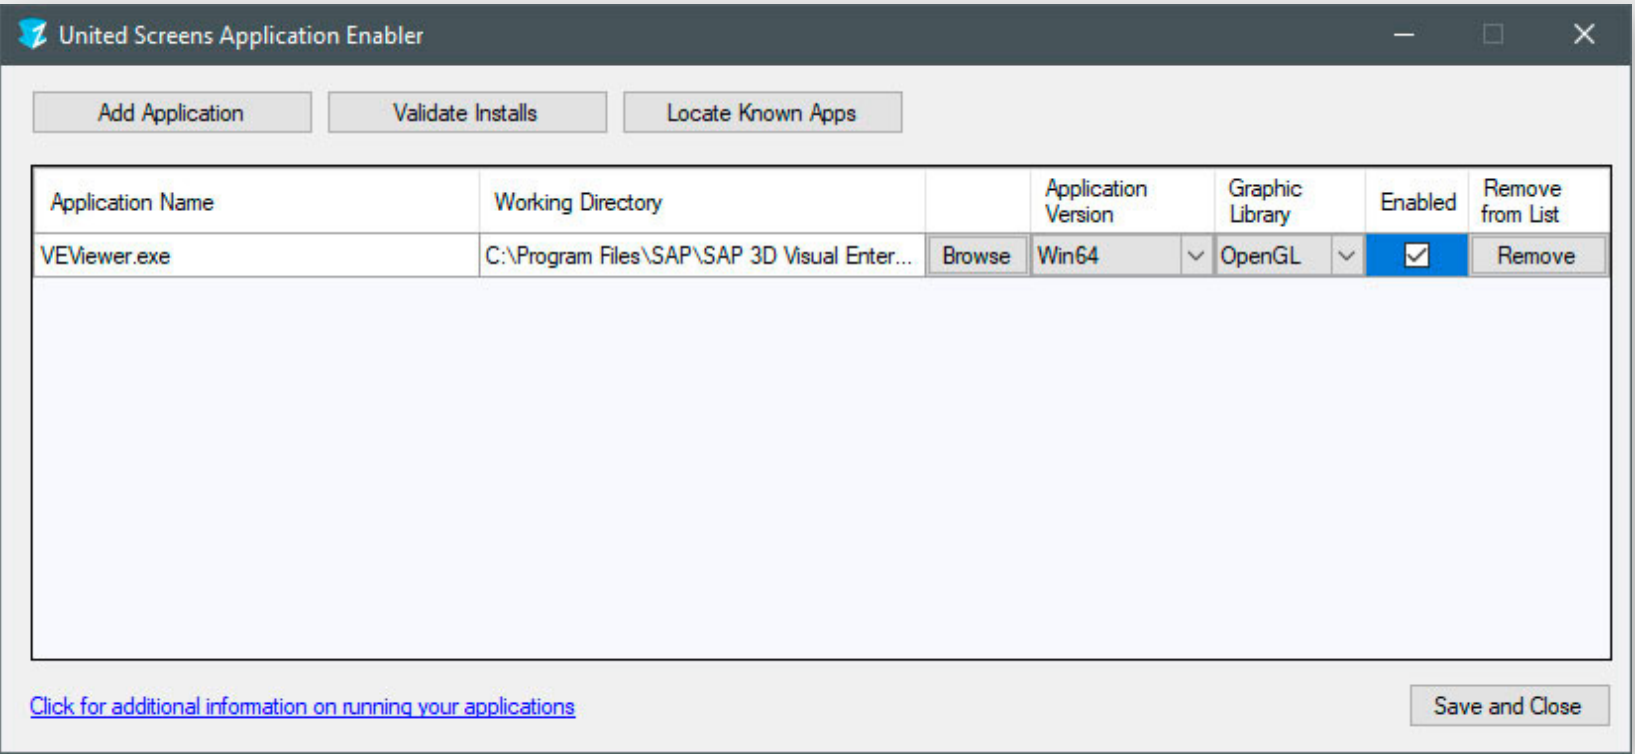 United Screens Application Enabler
Add Application Validate Installs Locate Known Apps
Application Name Working Directory Application Version Graphic Library Enabled Remove from List
VEViewer.exe C:\Program Files\SAP\SAP 3D Visual Enter... Browse Win64 OpenGL Remove
Click for additional information on running your applications
Save and Close